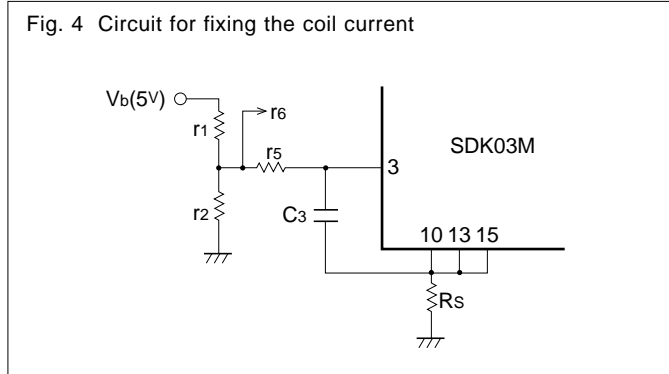 Fig. 4 Circuit for fixing the coil current
Vb(5V)
r6
r1
r5
SDK03M
3
r2
C3
10 13 15
RS